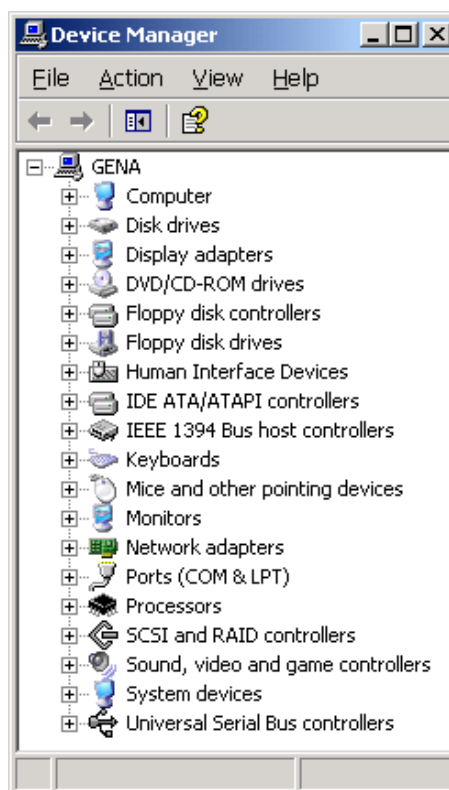 Device Manager
File Action View Help
GENA
Computer
Disk drives
Display adapters
DVD/CD-ROM drives
Floppy disk controllers
Floppy disk drives
Human Interface Devices
IDE ATA/ATAPI controllers
IEEE 1394 Bus host controllers
Keyboards
Mice and other pointing devices
Monitors
Network adapters
Ports (COM & LPT)
Processors
SCSI and RAID controllers
Sound, video and game controllers
System devices
Universal Serial Bus controllers